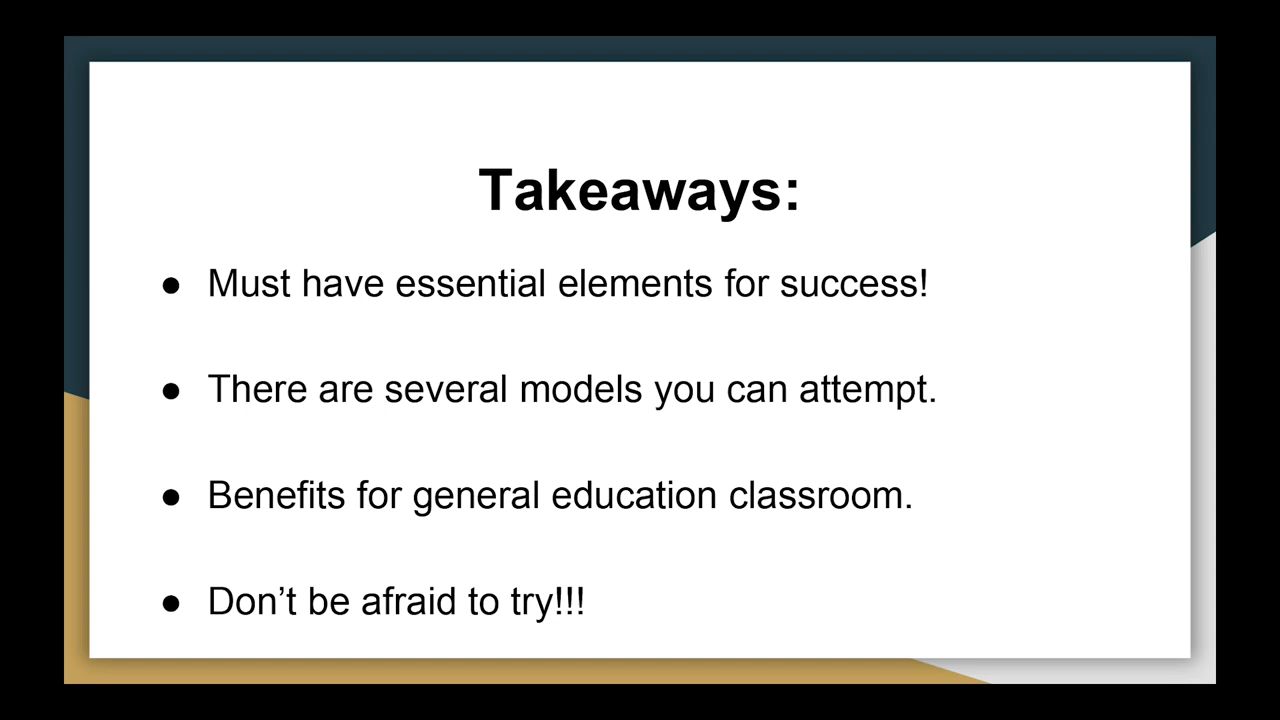 Takeaways:
● Must have essential elements for success!
● There are several models you can attempt.
● Benefits for general education classroom.
● Don’t be afraid to try!!!